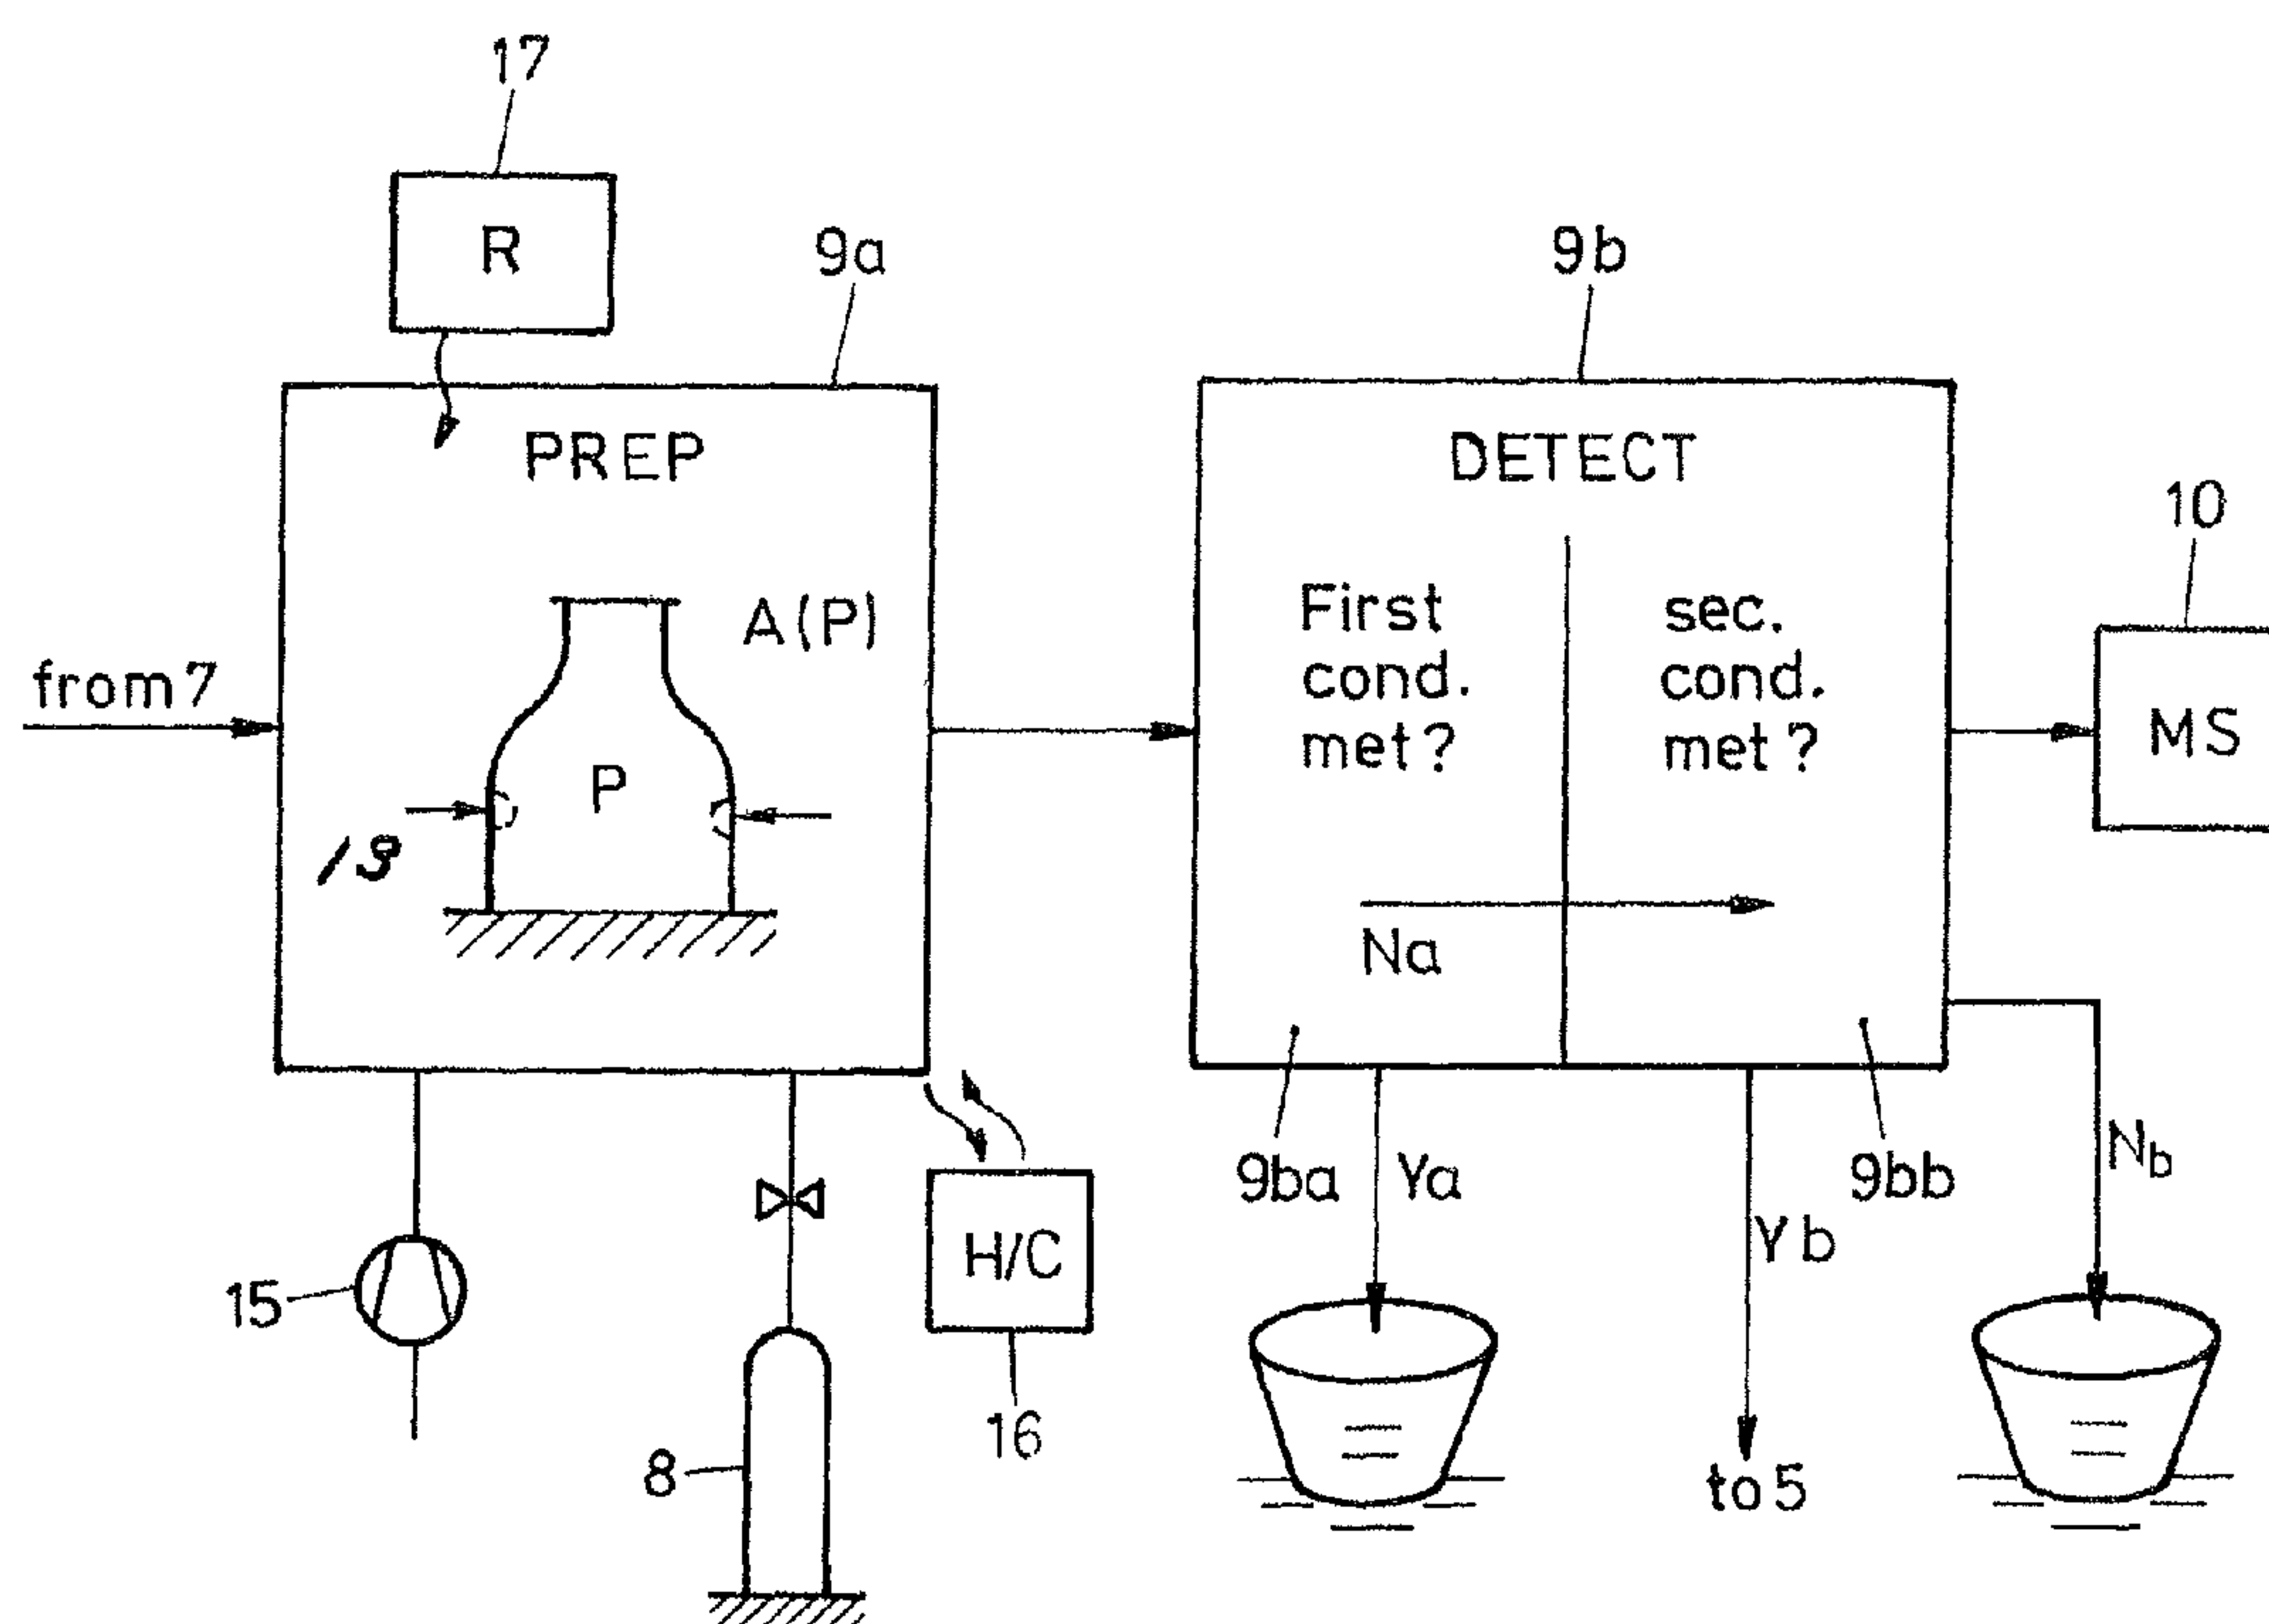 17
R
9a
9b
PREP
DETECT
10
A(P)
First
cond.
met?
sec.
cond.
met?
from 7
MS
P
Na
9ba
Ya
9bb
Nb
Yb
H/C
15
16
8
to 5